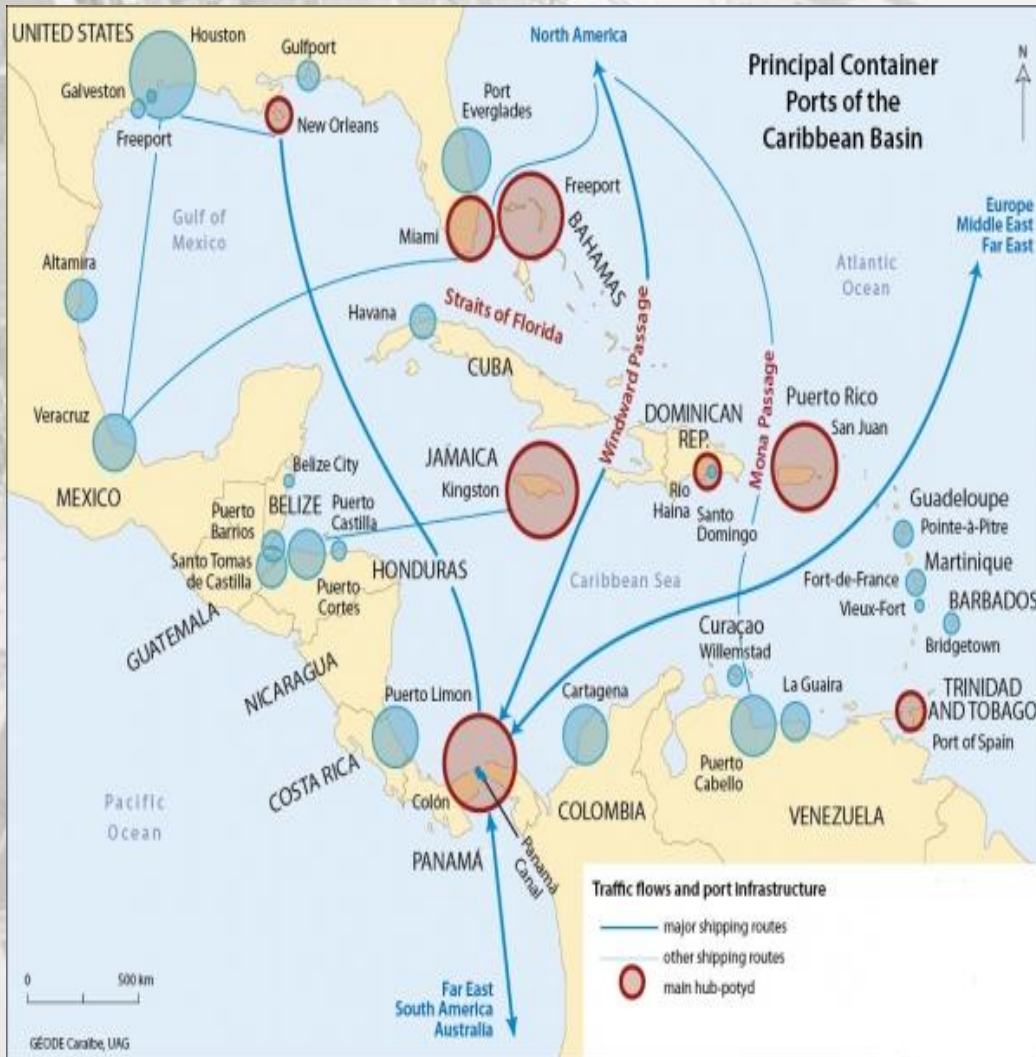 Principal Container
Ports of the
Caribbean Basin
N
North America
UNITED STATES
Houston
Gulfport
Galveston
Freeport
New Orleans
Port
Everglades
Freeport
Miami
BAHAMAS
Gulf of
Mexico
Altamira
Europe
Middle East
Far East
Atlantic
Ocean
Straits of Florida
Havana
CUBA
Windward Passage
Mona Passage
Veracruz
MEXICO
Belize City
BELIZE
Puerto
Barrios
Puerto
Castilla
Santo Tomas
de Castilla
Puerto
Cortes
HONDURAS
GUATEMALA
NICARAGUA
JAMAICA
Kingston
DOMINICAN
REP.
Río
Haina
Santo
Domingo
Puerto Rico
San Juan
Guadeloupe
Pointe-à-Pitre
Martinique
Fort-de-France
Vieux-Fort
BARBADOS
Bridgetown
Caribbean Sea
Curaçao
Willemstad
La Guaira
TRINIDAD
AND TOBAGO
Port of Spain
Puerto Limon
Cartagena
Puerto
Cabello
COSTA RICA
Colón
PANAMÁ
Panamá
Canal
COLOMBIA
VENEZUELA
Pacific
Ocean
Far East
South America
Australia
Traffic flows and port infrastructure
major shipping routes
other shipping routes
main hub-potyd
0 500 km
GÉODE Caraïbe, UAG